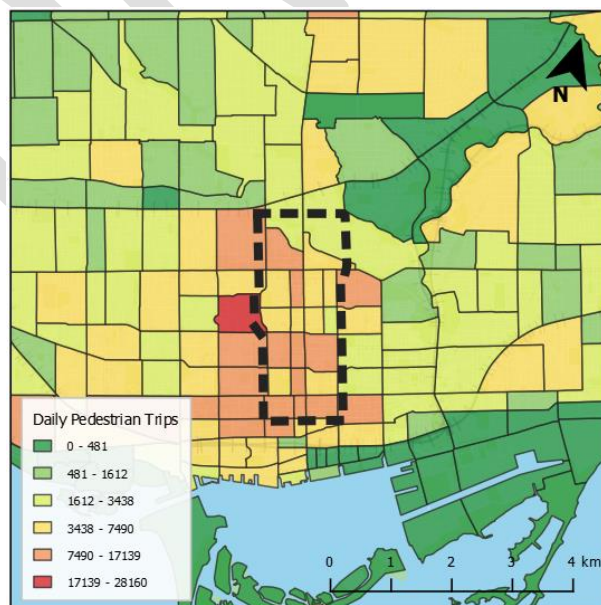 N
Daily Pedestrian Trips
0 - 481
481 - 1612
1612 - 3438
3438 - 7490
7490 - 17139
17139 - 28160
0 1 2 3 4 km